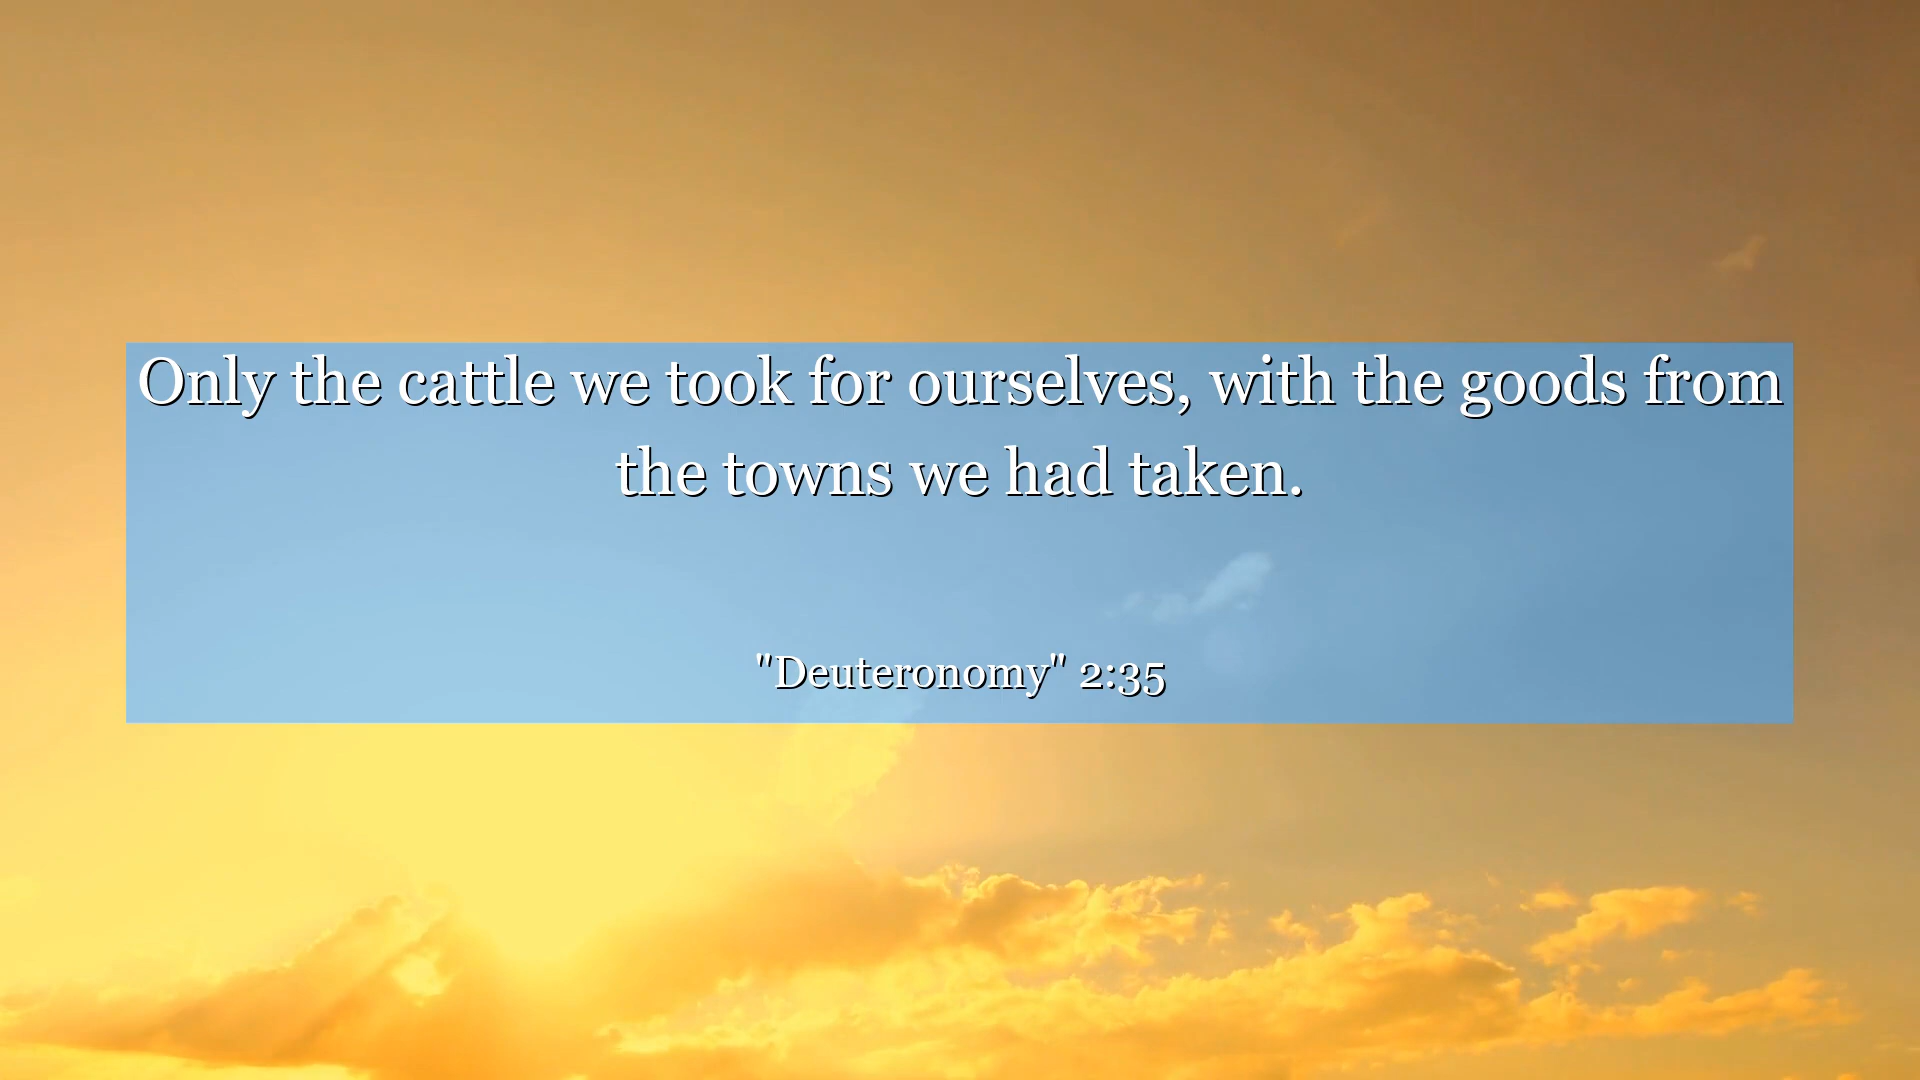 Only the cattle we took for ourselves, with the goods from
the towns we had taken.
"Deuteronomy" 2:35